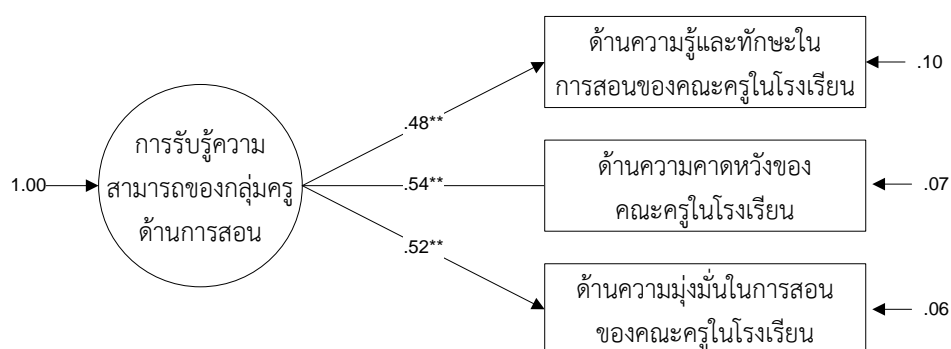 1.00
การรับรู้ความ
สามารถของกลุ่มครู
ด้านการสอน
.48**
.54**
.52**
ด้านความรู้และทักษะใน
การสอนของคณะครูในโรงเรียน
.10
ด้านความคาดหวังของ
คณะครูในโรงเรียน
.07
ด้านความมุ่งมั่นในการสอน
ของคณะครูในโรงเรียน
.06